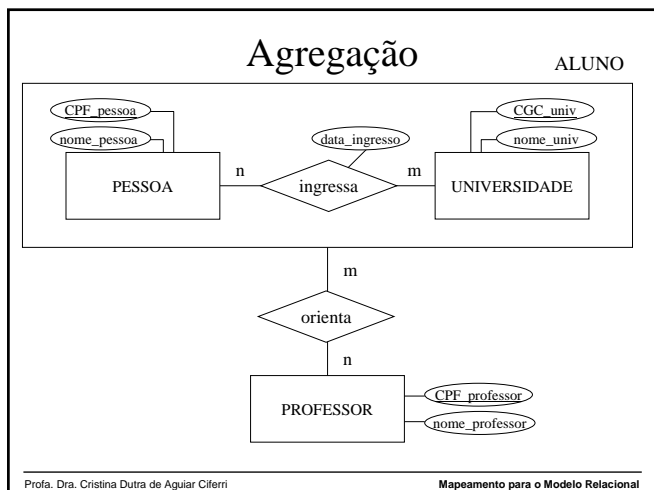 Agregação
ALUNO
CPF_pessoa
nome_pessoa
data_ingresso
CGC_univ
nome_univ
PESSOA
n
ingressa
m
UNIVERSIDADE
m
orienta
n
PROFESSOR
CPF_professor
nome_professor
Profa. Dra. Cristina Dutra de Aguiar Ciferri
Mapeamento para o Modelo Relacional